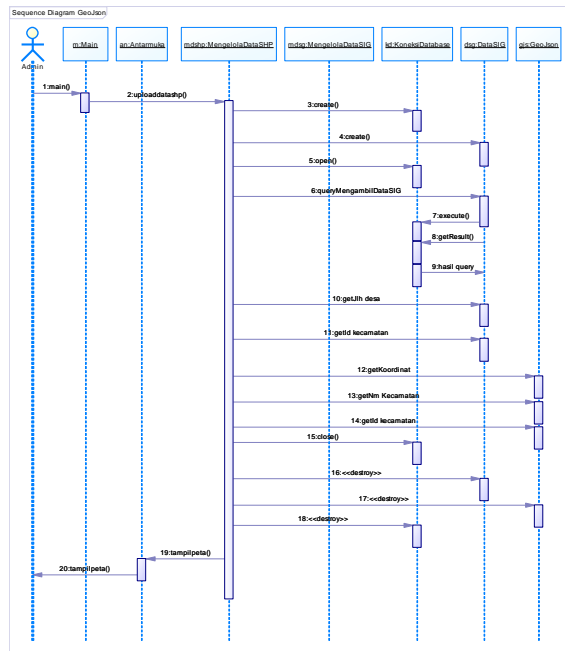 Sequence Diagram GeoJson
m:Main
an:Antarmuka
mdshp:MengelolaDataSHP
mdsg:MengelolaDataSIG
kd:KoneksiDatabase
dsg:DataSIG
gjs:GeoJson
Admin
1:main()
2:uploaddatashp()
3:create()
4:create()
5:open()
6:queryMengambilDataSIG
7:execute()
8:getResult()
9:hasil query
10:getJlh desa
11:getId kecamatan
12:getKoordinat
13:getNm Kecamatan
14:getId kecamatan
15:close()
16:<<destroy>>
17:<<destroy>>
18:<<destroy>>
19:tampilpeta()
20:tampilpeta()